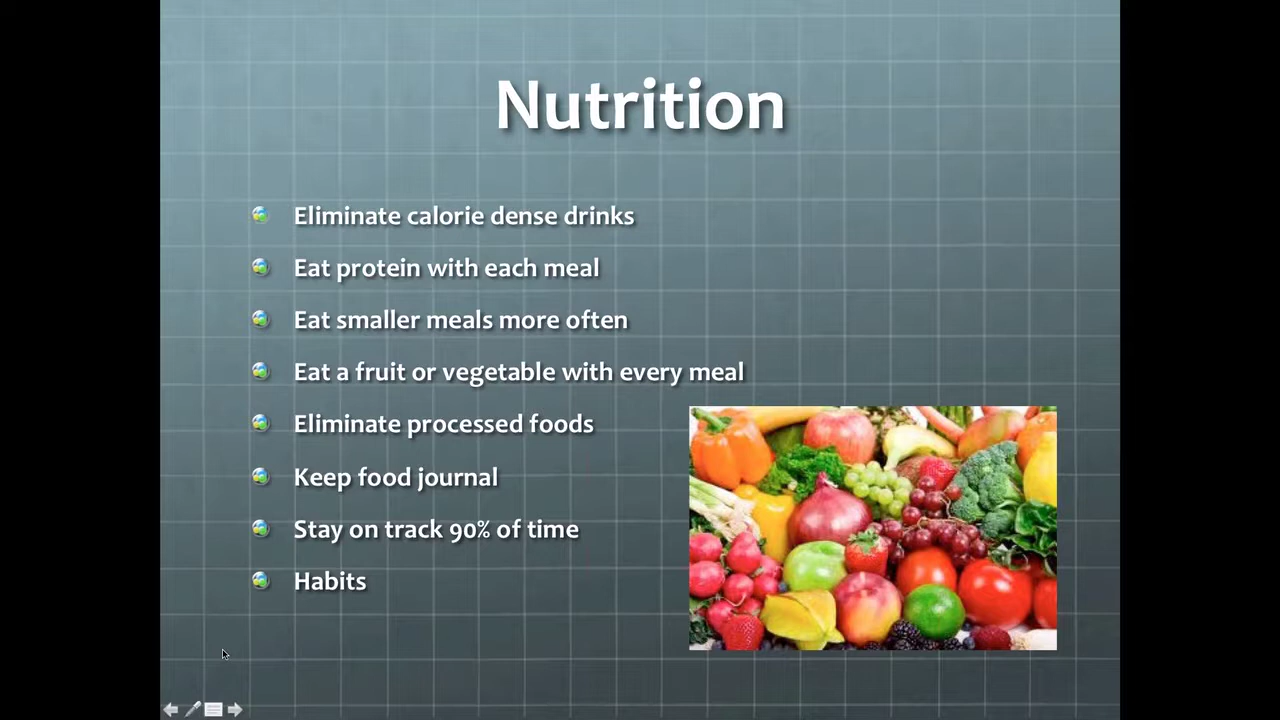 Nutrition
Eliminate calorie dense drinks
Eat protein with each meal
Eat smaller meals more often
Eat a fruit or vegetable with every meal
Eliminate processed foods
Keep food journal
Stay on track 90% of time
Habits